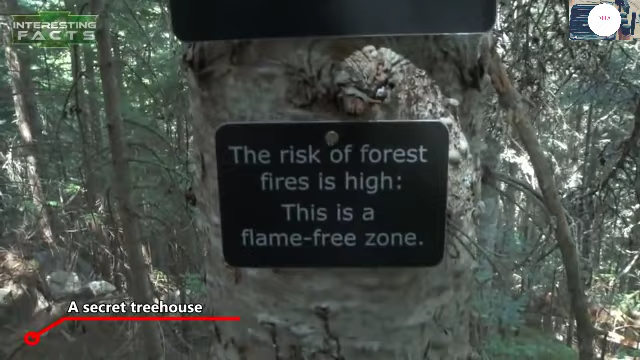 INTERESTING
FACTS
The risk of forest
fires is high:
This is a
flame-free zone.
A secret treehouse